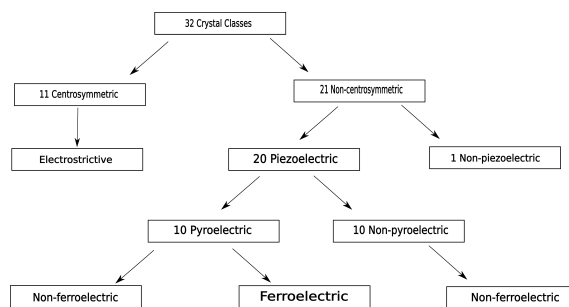 32 Crystal Classes
11 Centrosymmetric
21 Non-centrosymmetric
Electrostrictive
20 Piezoelectric
1 Non-piezoelectric
10 Pyroelectric
10 Non-pyroelectric
Non-ferroelectric
Ferroelectric
Non-ferroelectric